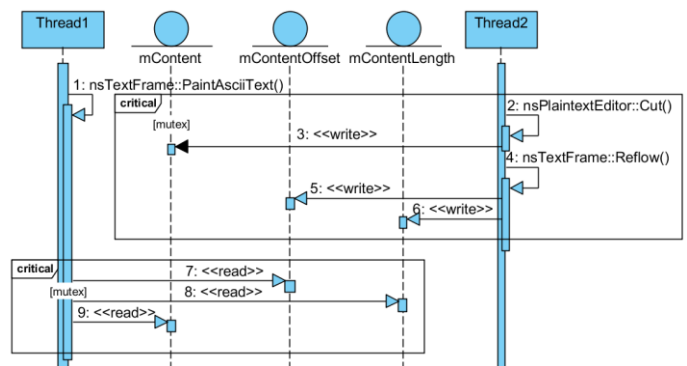 Thread1
mContent
mContentOffset
mContentLength
Thread2
1: nsTextFrame::PaintAsciiText()
critical
[mutex]
2: nsPlaintextEditor::Cut()
3: <<write>>
4: nsTextFrame::Reflow()
5: <<write>>
6: <<write>>
critical
[mutex]
7: <<read>>
8: <<read>>
9: <<read>>